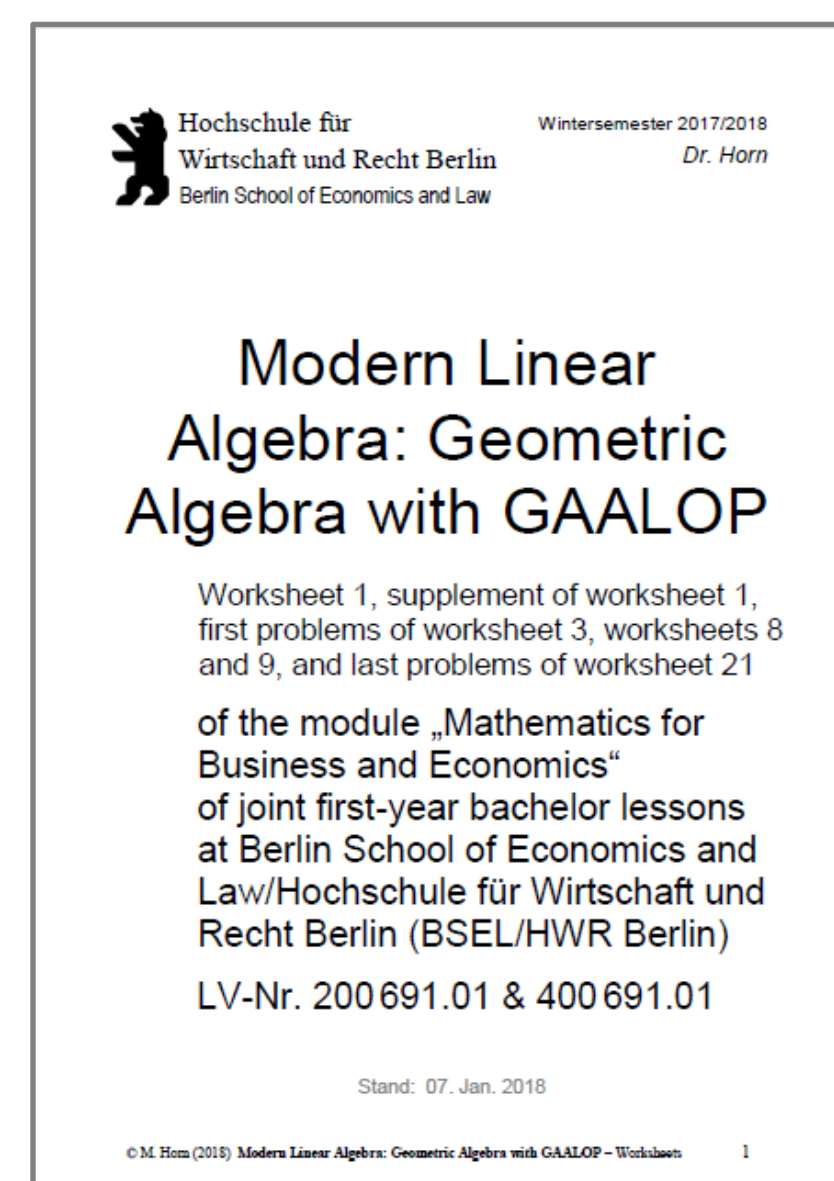 Hochschule für
Wirtschaft und Recht Berlin
Berlin School of Economics and Law
Wintersemester 2017/2018
Dr. Horn
Modern Linear
Algebra: Geometric
Algebra with GAALOP
Worksheet 1, supplement of worksheet 1,
first problems of worksheet 3, worksheets 8
and 9, and last problems of worksheet 21
of the module „Mathematics for
Business and Economics“
of joint first-year bachelor lessons
at Berlin School of Economics and
Law/Hochschule für Wirtschaft und
Recht Berlin (BSEL/HWR Berlin)
LV-Nr. 200 691.01 & 400 691.01
Stand: 07. Jan. 2018
© M. Horn (2018) Modern Linear Algebra: Geometric Algebra with GAALOP – Worksheets 1